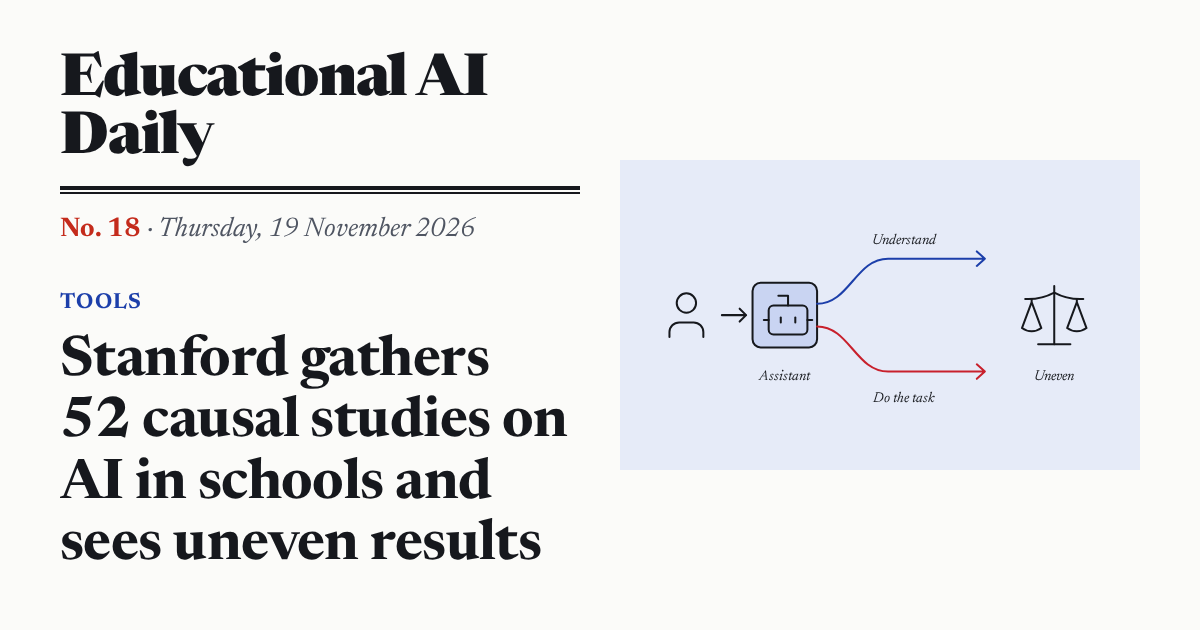 Educational AI
Daily
No. 18 · Thursday, 19 November 2026
TOOLS
Stanford gathers
52 causal studies on
AI in schools and
sees uneven results
Understand
Assistant
Do the task
Uneven